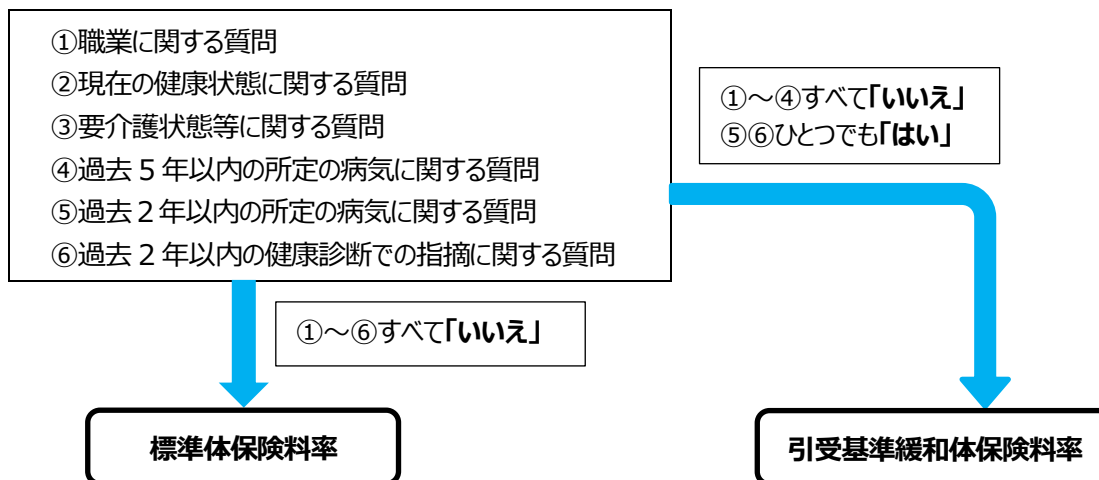 ①職業に関する質問
②現在の健康状態に関する質問
③要介護状態等に関する質問
④過去5年以内の所定の病気に関する質問
⑤過去2年以内の所定の病気に関する質問
⑥過去2年以内の健康診断での指摘に関する質問
①～④すべて「いいえ」
⑤⑥ひとつでも「はい」
①～⑥すべて「いいえ」
標準体保険料率
引受基準緩和体保険料率